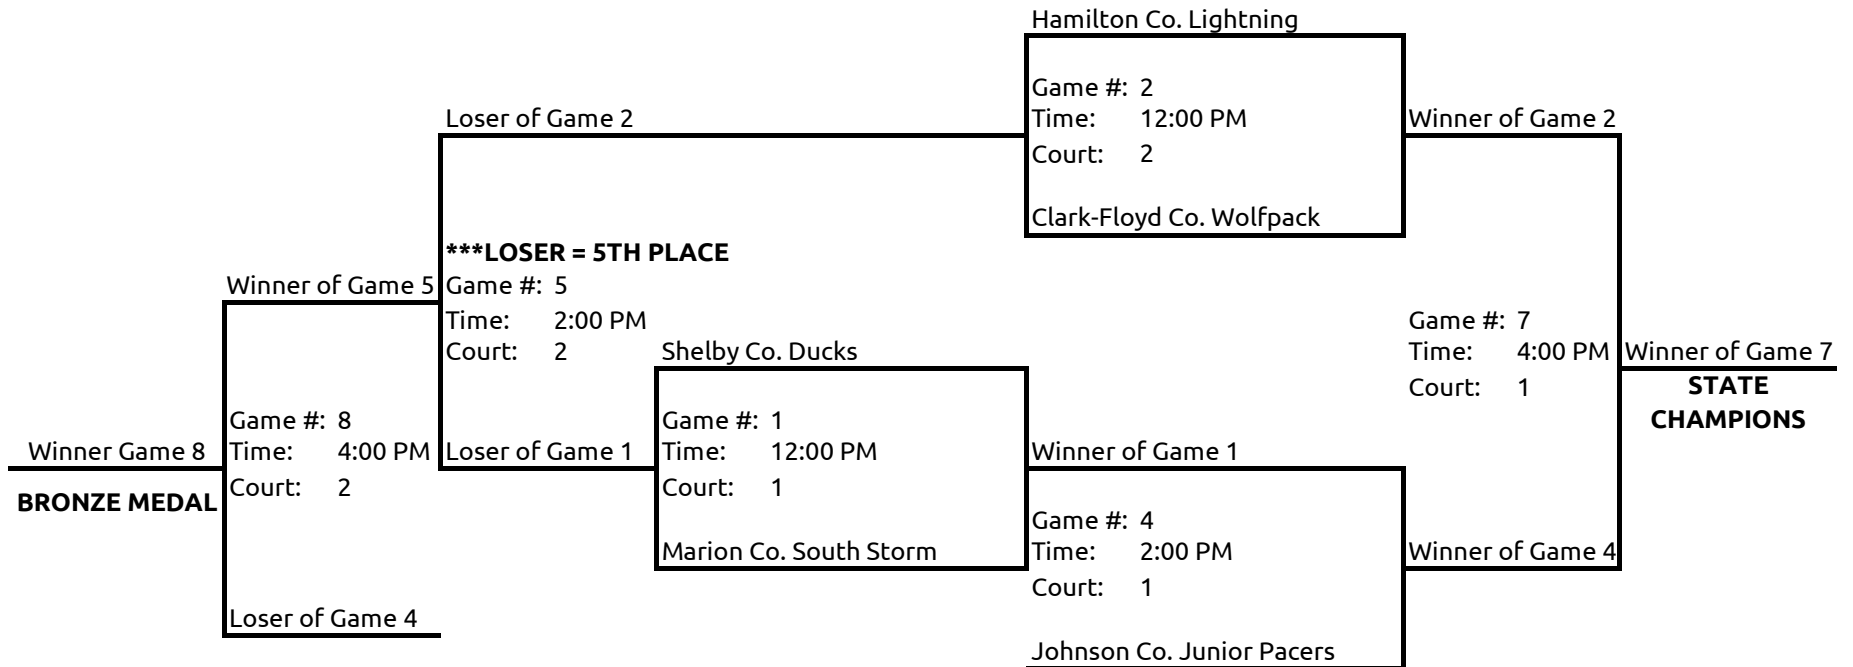 Hamilton Co. Lightning
Game #: 2
Loser of Game 2
Time: 12:00 PM
Winner of Game 2
Court: 2
Clark-Floyd Co. Wolfpack
***LOSER = 5TH PLACE
Winner of Game 5
Game #: 5
Time: 2:00 PM
Court: 2
Shelby Co. Ducks
Game #: 7
Time: 4:00 PM
Court: 1
Winner of Game 7
STATE
CHAMPIONS
Game #: 8
Time: 4:00 PM
Court: 2
Winner Game 8
BRONZE MEDAL
Loser of Game 1
Game #: 1
Time: 12:00 PM
Court: 1
Marion Co. South Storm
Winner of Game 1
Game #: 4
Time: 2:00 PM
Court: 1
Winner of Game 4
Loser of Game 4
Johnson Co. Junior Pacers